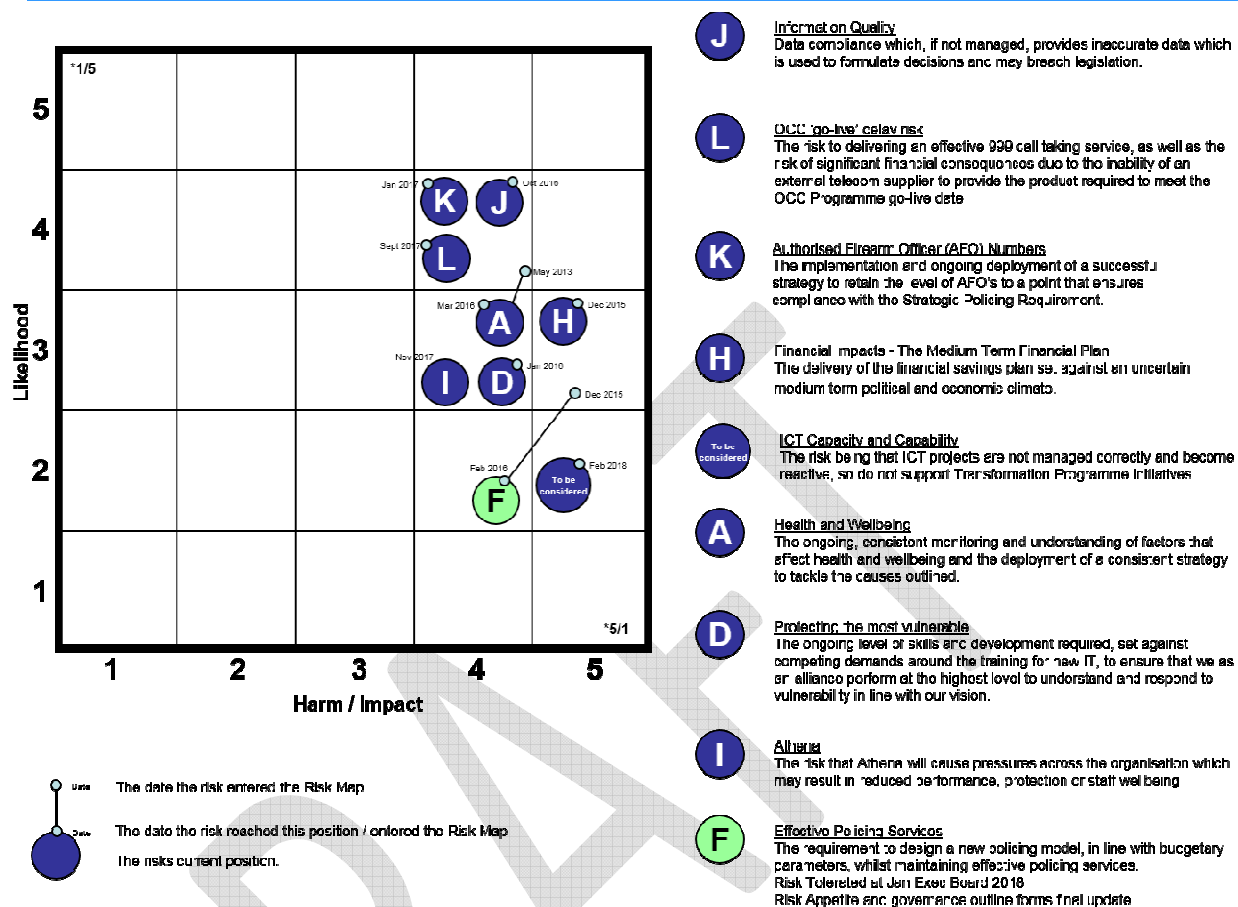 *1/5
5
4
3
2
1
Likelihood
Jan 2017
K
J
Oct 2016
Sept 2017
L
May 2013
Mar 2016
A
H
Dec 2015
Nov 2017
I
D
Jan 2016
Dec 2015
Feb 2016
F
To be
considered
Feb 2018
*5/1
1 2 3 4 5
Harm / Impact
Date
The date the risk entered the Risk Map
Date
The date the risk reached this position / entered the Risk Map
The risks current position.
J
Information Quality
Data compliance which, if not managed, provides inaccurate data which
is used to formulate decisions and may breach legislation.
L
OCC 'go-live' delay risk
The risk to delivering an effective 999 call taking service, as well as the
risk of significant financial consequences due to the inability of an
external telecom supplier to provide the product required to meet the
OCC Programme go-live date
K
Authorised Firearm Officer (AFO) Numbers
The implementation and ongoing deployment of a successful
strategy to retain the level of AFO's to a point that ensures
compliance with the Strategic Policing Requirement.
H
Financial Impacts - The Medium Term Financial Plan
The delivery of the financial savings plan set against an uncertain
medium term political and economic climate.
To be
considered
ICT Capacity and Capability
The risk being that ICT projects are not managed correctly and become
reactive, so do not support Transformation Programme Initiatives
A
Health and Wellbeing
The ongoing, consistent monitoring and understanding of factors that
affect health and wellbeing and the deployment of a consistent strategy
to tackle the causes outlined.
D
Protecting the most vulnerable
The ongoing level of skills and development required, set against
competing demands around the training for new IT, to ensure that we as
an alliance perform at the highest level to understand and respond to
vulnerability in line with our vision.
I
Athena
The risk that Athena will cause pressures across the organisation which
may result in reduced performance, protection or staff wellbeing
F
Effective Policing Services
The requirement to design a new policing model, in line with budgetary
parameters, whilst maintaining effective policing services.
Risk Tolerated at Jan Exec Board 2018
Risk Appetite and governance outline forms final update